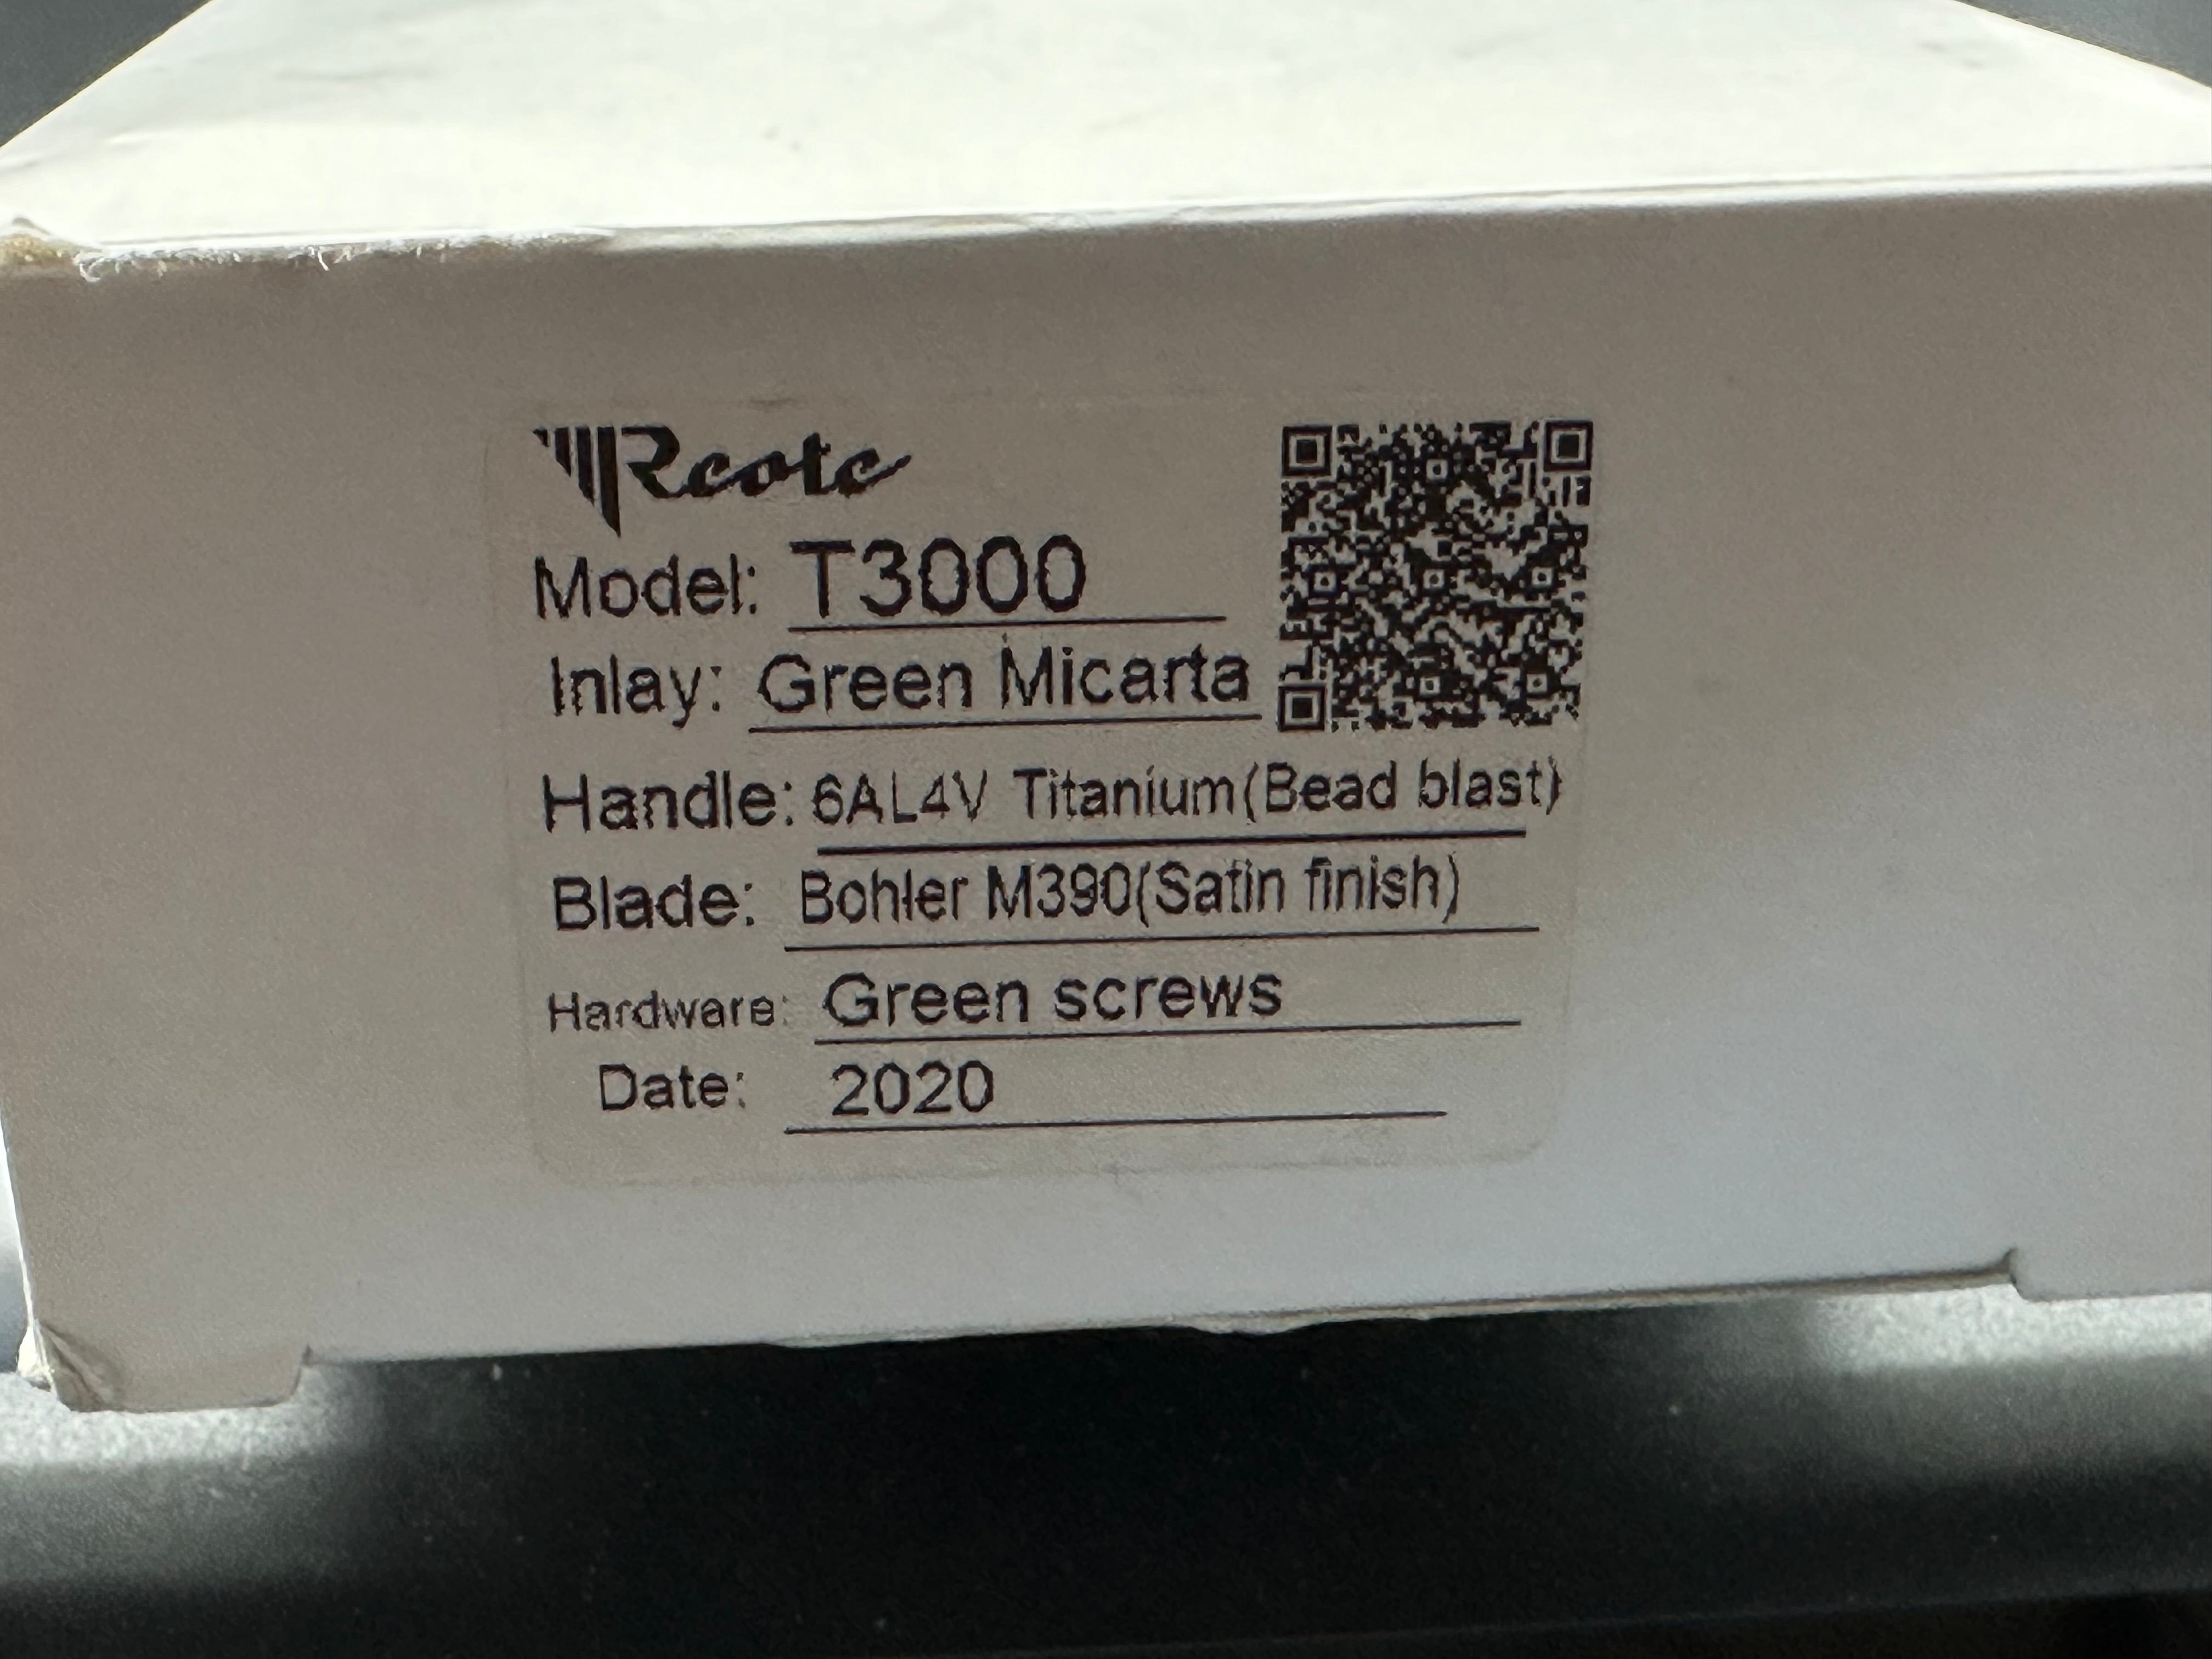 Rcotc
Model: T3000
Inlay: Green Micarta
Handle: 6AL4V Titanium(Bead blast)
Blade: Bohler M390(Satin finish)
Hardware: Green screws
Date: 2020